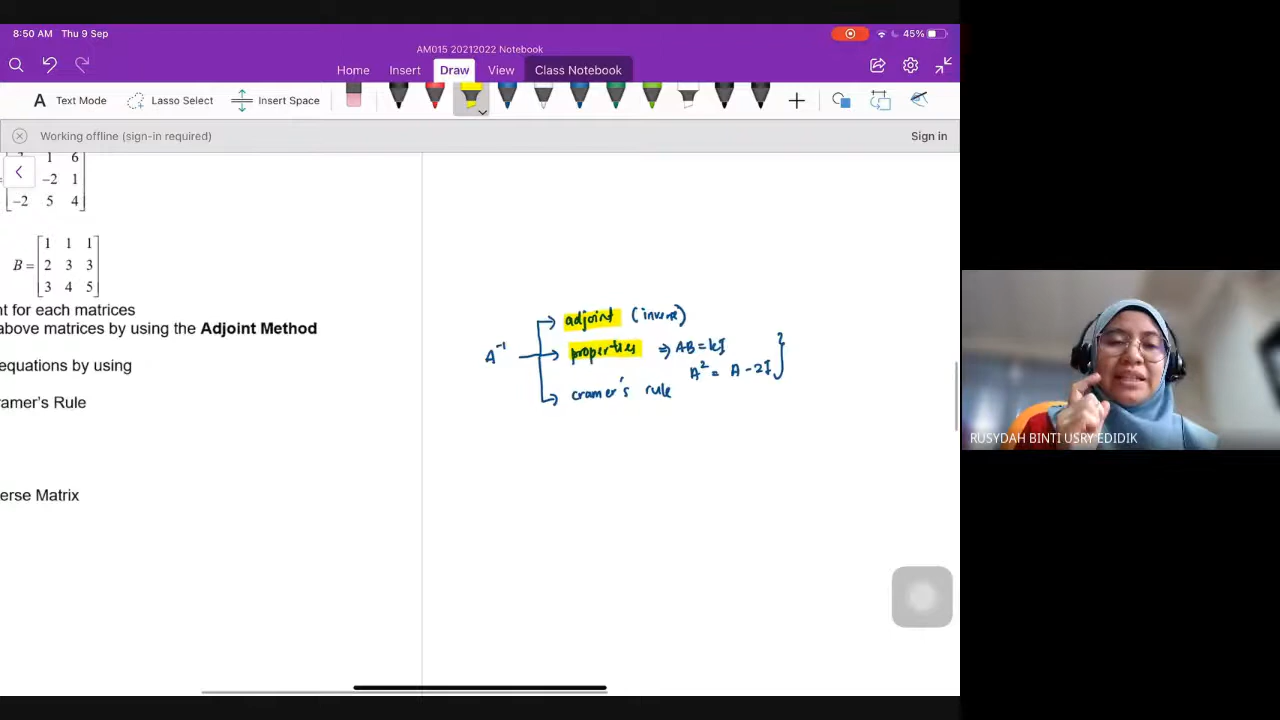 8:50 AM Thu 9 Sep
45%
AM015 20212022 Notebook
Home Insert Draw View Class Notebook
A Text Mode Lasso Select Insert Space
Working offline (sign-in required) Sign in
1 6
-2 1
-2 5 4
B =
1 1 1
2 3 3
3 4 5
nt for each matrices
above matrices by using the Adjoint Method
equations by using
ramer's Rule
erse Matrix
adjoint (inverse)
A⁻¹
properties ⇒ AB = kI
A² = A - 2I
cramer's rule
RUSYDAH BINTI USRY EDIDIK